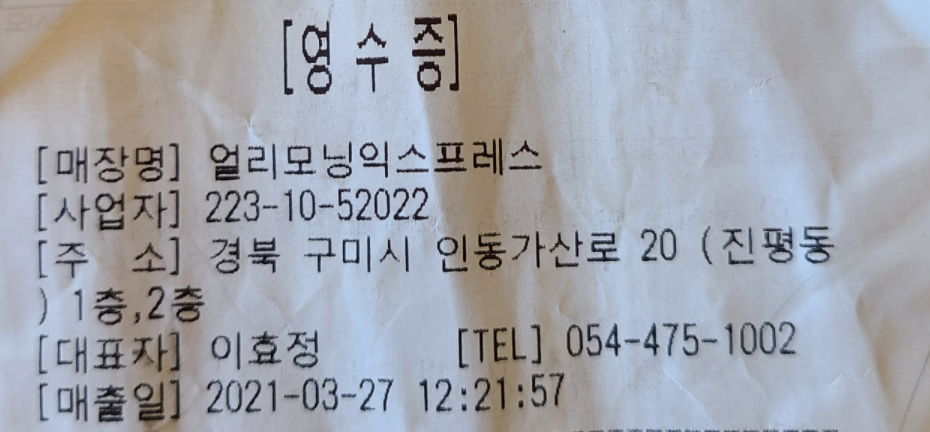 [영 수 증]
[매장명] 얼리모닝익스프레스
[사업자] 223-10-52022
[주 소] 경북 구미시 인동가산로 20 (진평동
) 1층,2층
[대표자] 이효정 [TEL] 054-475-1002
[매출일] 2021-03-27 12:21:57